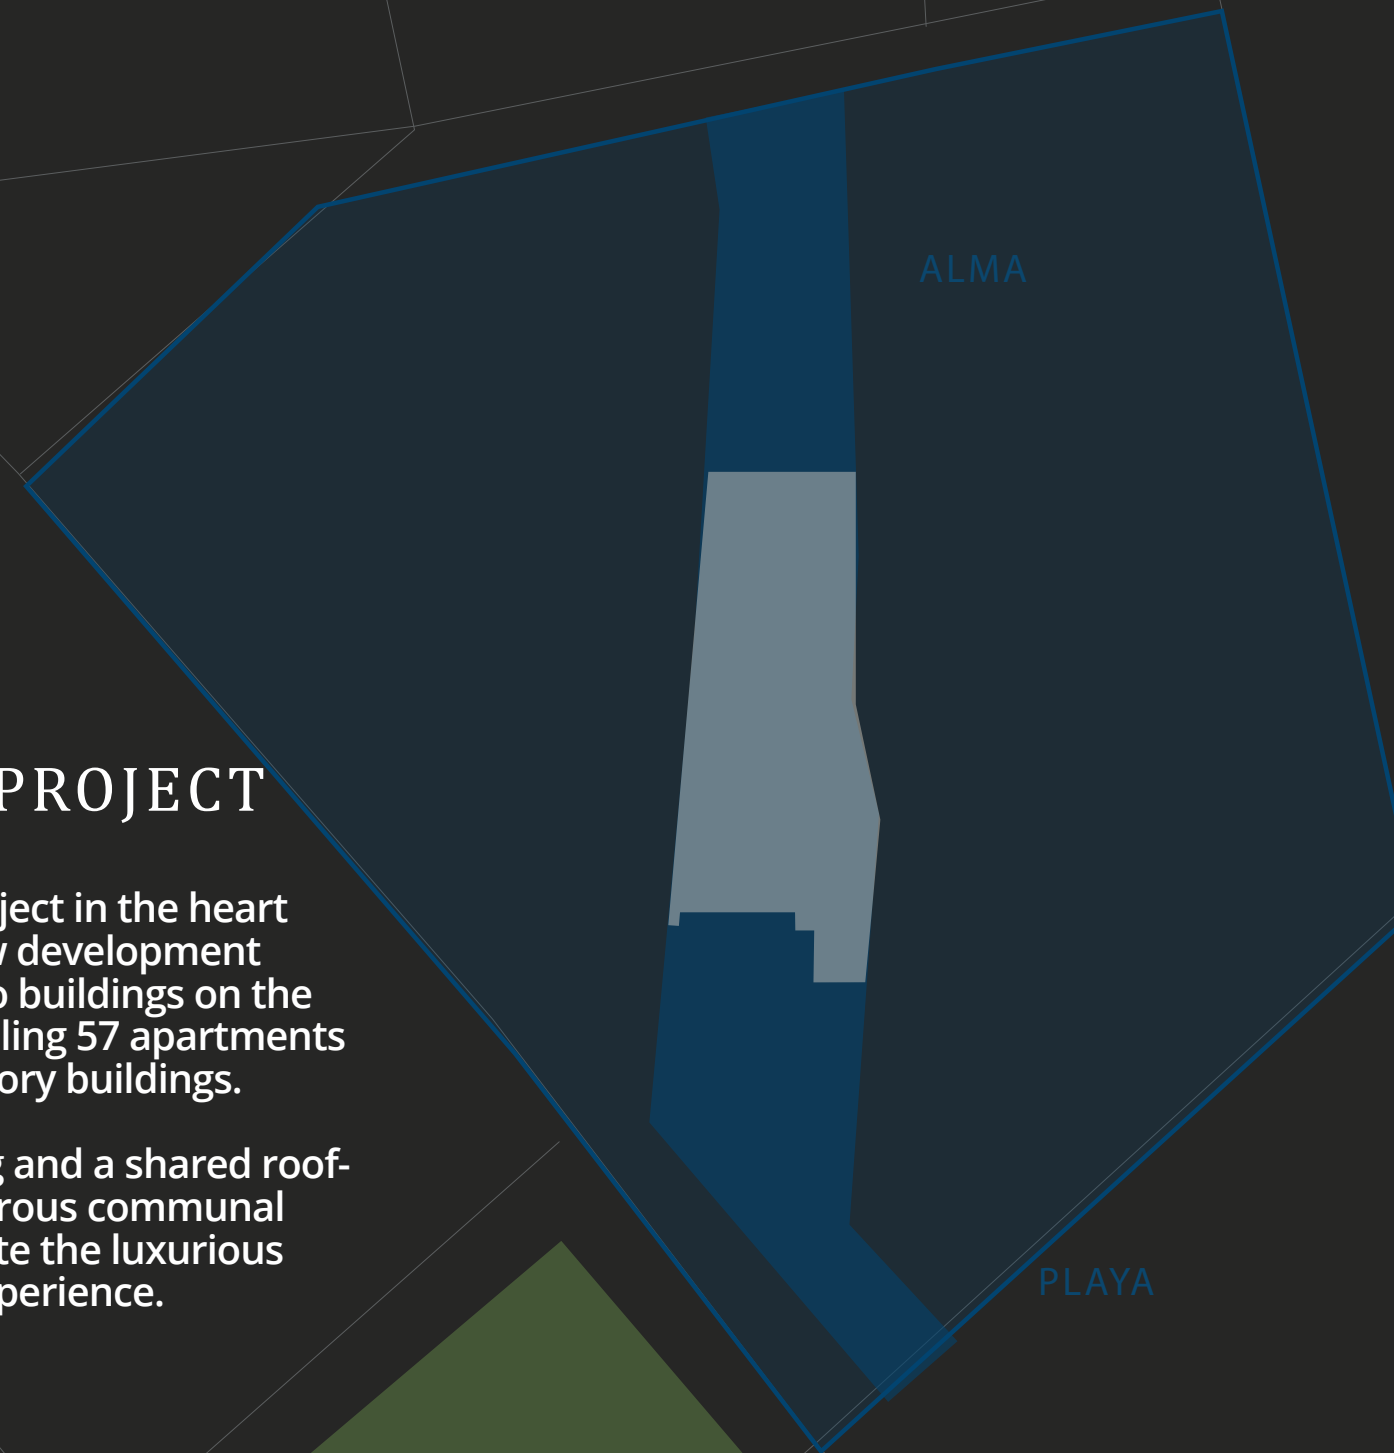 ALMA
PROJECT
ject in the heart
development
buildings on the
ling 57 apartments
ory buildings.
and a shared roof-
rous communal
te the luxurious
perience.
PLAYA